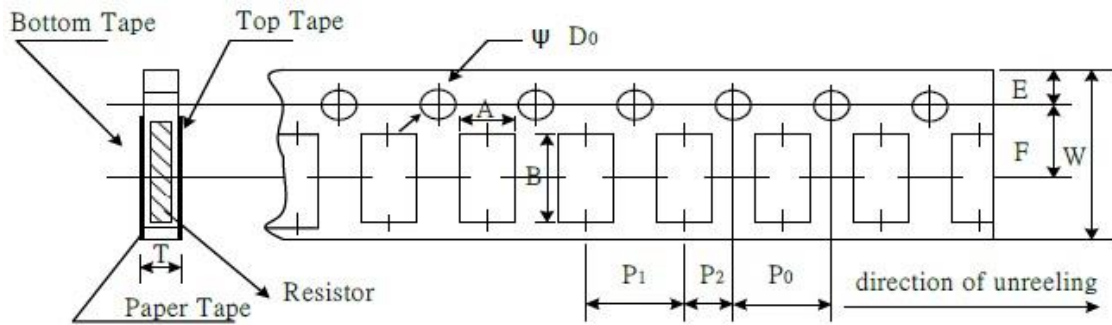 Bottom Tape
Top Tape
Ψ D₀
A
B
E
F
W
T
P₁
P₂
P₀
direction of unreeling
Resistor
Paper Tape